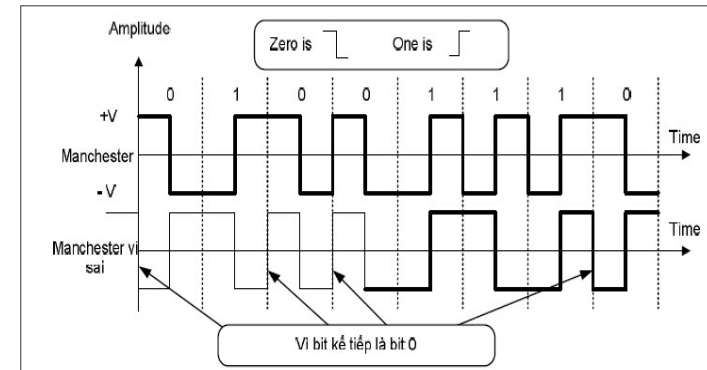 Amplitude
Zero is One is
0 1 0 0 1 1 1 0
+V
Time
Manchester
- V
Time
Manchester vi
sai
Vì bit kế tiếp là bit 0